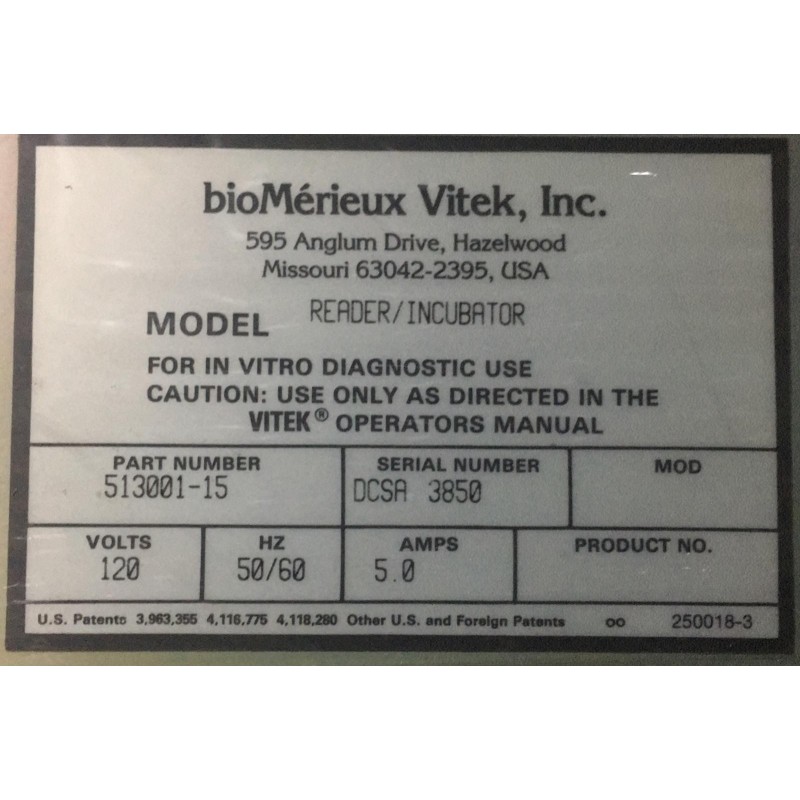 bioMérieux Vitek, Inc.
595 Anglum Drive, Hazelwood
Missouri 63042-2395, USA
MODEL READER/INCUBATOR
FOR IN VITRO DIAGNOSTIC USE
CAUTION: USE ONLY AS DIRECTED IN THE
VITEK® OPERATORS MANUAL
PART NUMBER SERIAL NUMBER MOD
513001-15 DCSA 3850
VOLTS HZ AMPS PRODUCT NO.
120 50/60 5.0
U.S. Patents 3,963,355 4,116,775 4,118,280 Other U.S. and Foreign Patents oo 250018-3